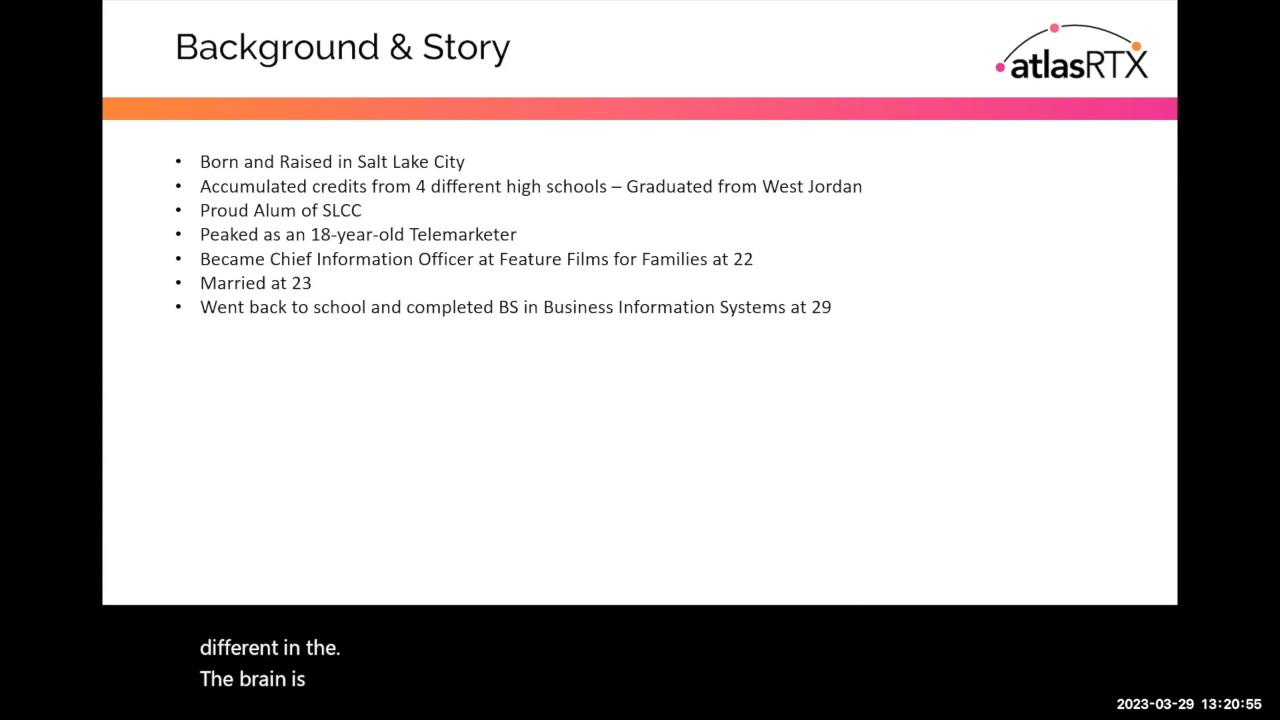 Background & Story
atlasRTX
• Born and Raised in Salt Lake City
• Accumulated credits from 4 different high schools – Graduated from West Jordan
• Proud Alum of SLCC
• Peaked as an 18-year-old Telemarketer
• Became Chief Information Officer at Feature Films for Families at 22
• Married at 23
• Went back to school and completed BS in Business Information Systems at 29
different in the.
The brain is
2023-03-29 13:20:55